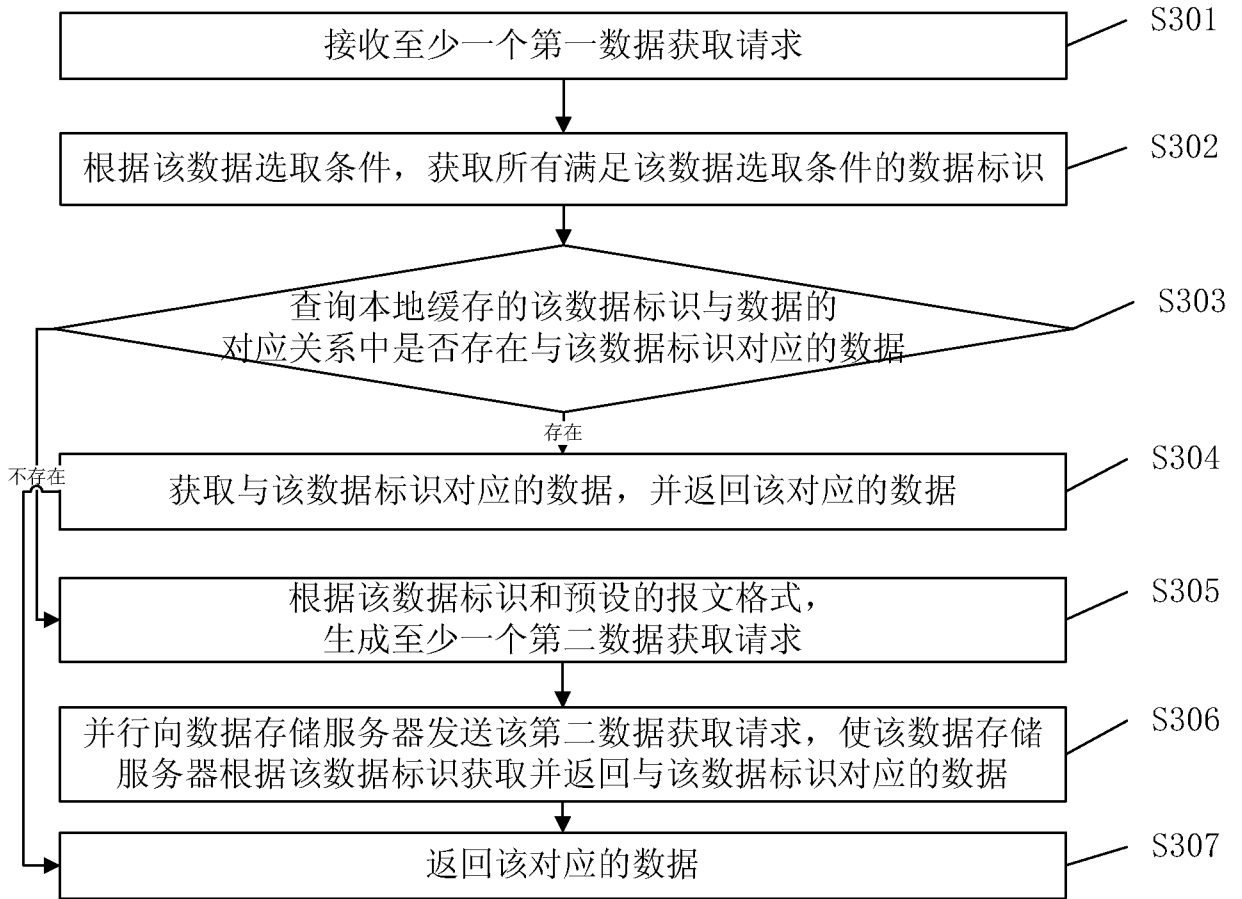 接收至少一个第一数据获取请求
S301
根据该数据选取条件，获取所有满足该数据选取条件的数据标识
S302
查询本地缓存的该数据标识与数据的
对应关系中是否存在与该数据标识对应的数据
S303
存在
不存在
获取与该数据标识对应的数据，并返回该对应的数据
S304
根据该数据标识和预设的报文格式，
生成至少一个第二数据获取请求
S305
并行向数据存储服务器发送该第二数据获取请求，使该数据存储
服务器根据该数据标识获取并返回与该数据标识对应的数据
S306
返回该对应的数据
S307